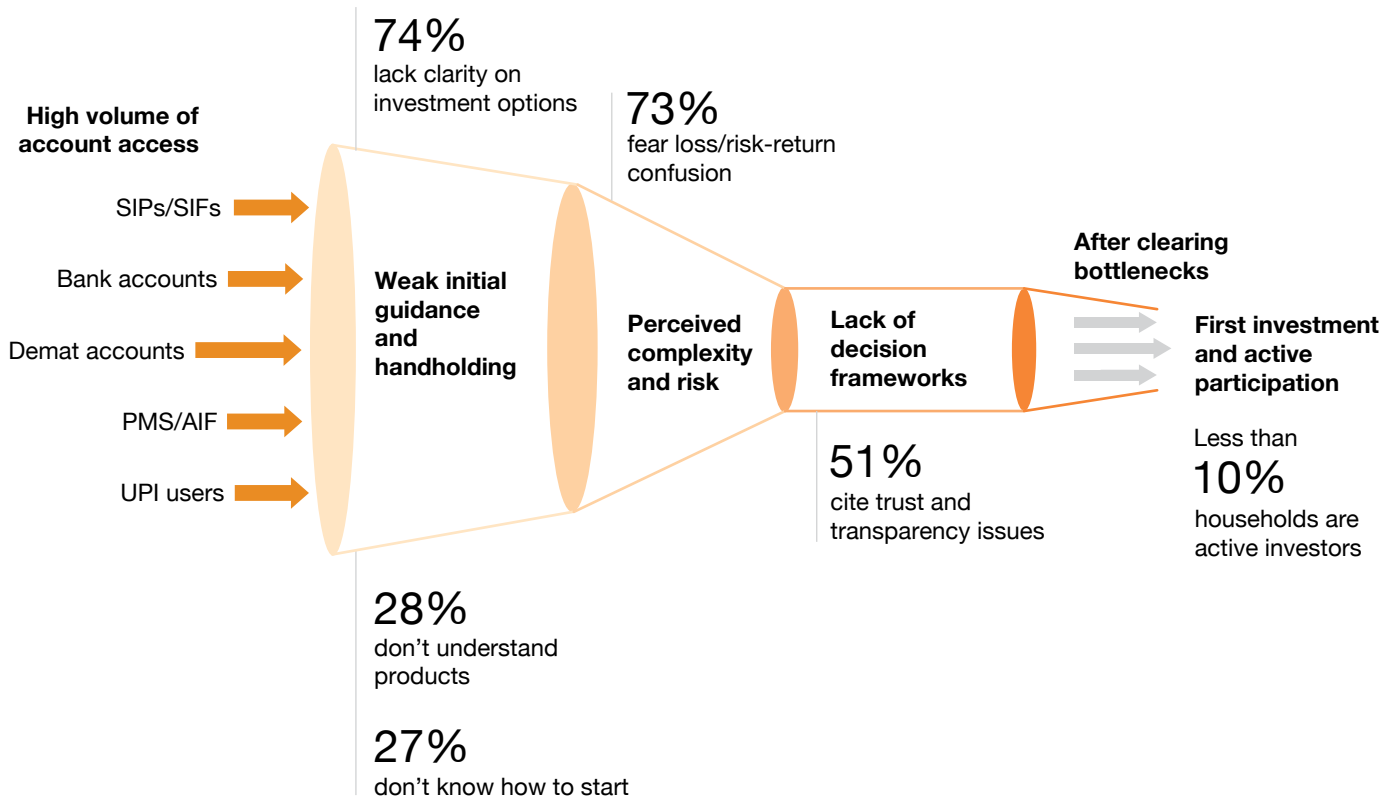 High volume of
account access
SIPs/SIFs
Bank accounts
Demat accounts
PMS/AIF
UPI users
74%
lack clarity on
investment options
Weak initial
guidance
and
handholding
28%
don’t understand
products
27%
don’t know how to start
73%
fear loss/risk-return
confusion
Perceived
complexity
and risk
Lack of
decision
frameworks
51%
cite trust and
transparency issues
After clearing
bottlenecks
First investment
and active
participation
Less than
10%
households are
active investors